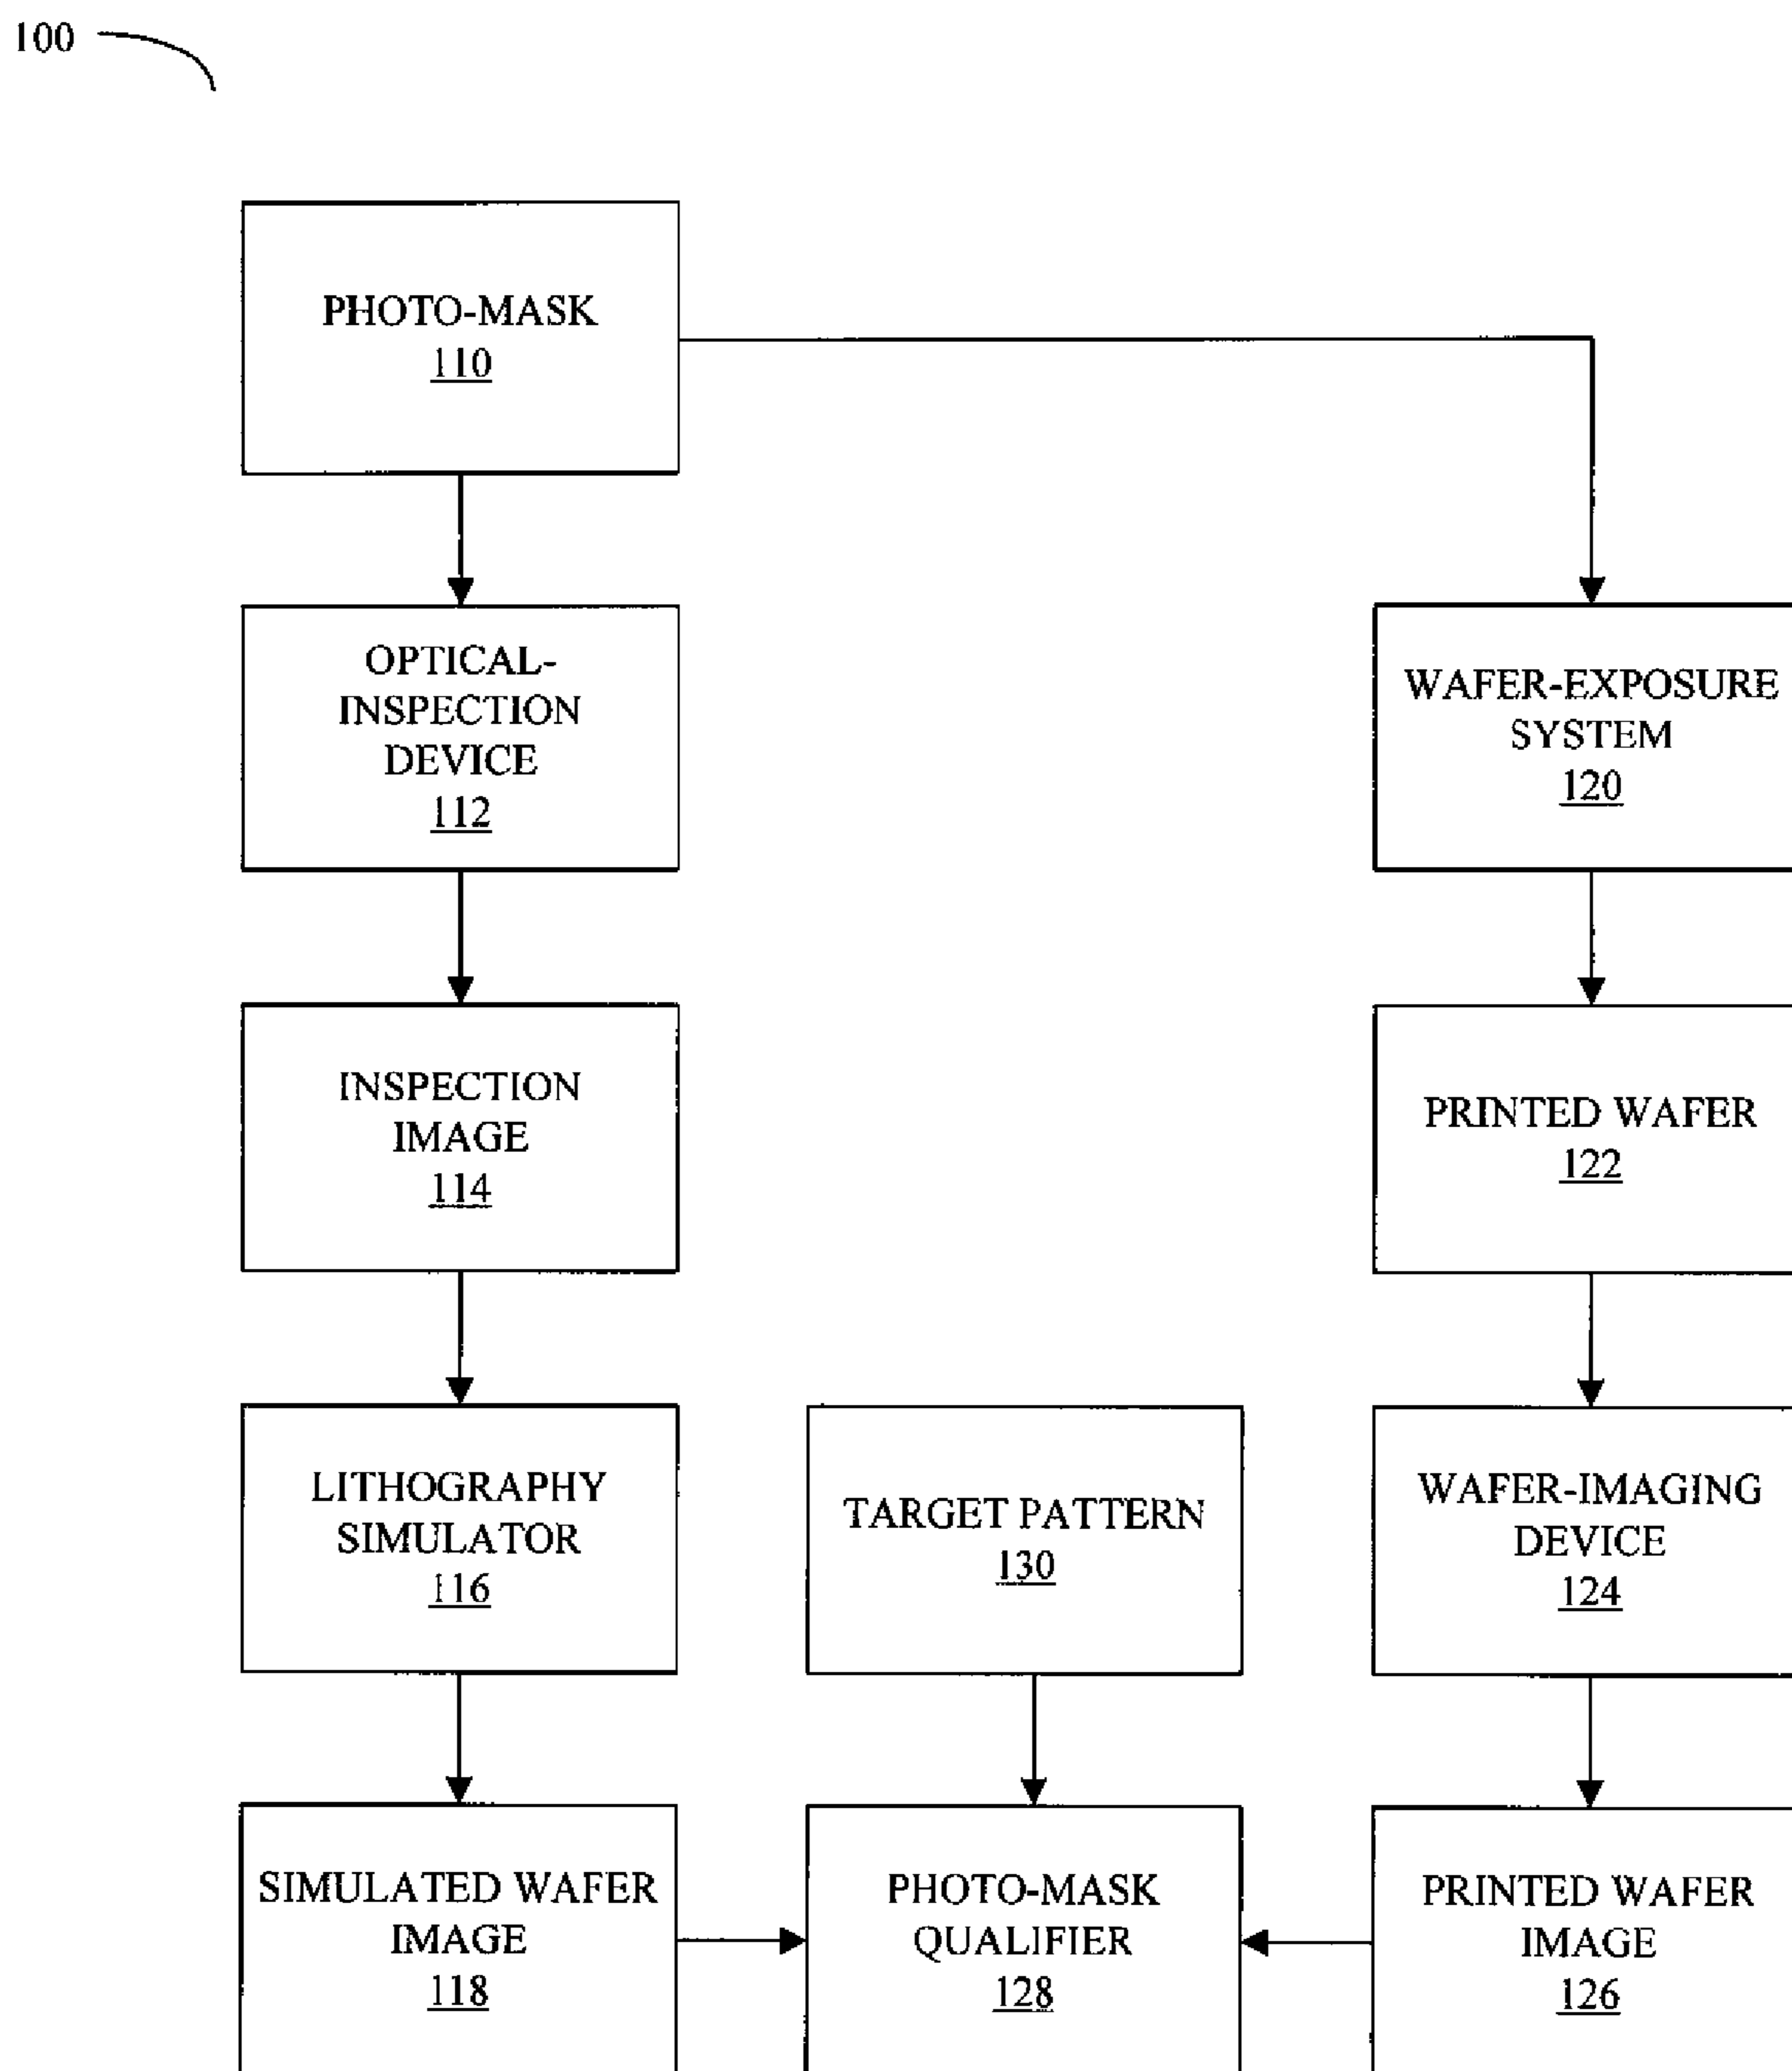 100
PHOTO-MASK
110
OPTICAL-
INSPECTION
DEVICE
112
WAFER-EXPOSURE
SYSTEM
120
INSPECTION
IMAGE
114
PRINTED WAFER
122
LITHOGRAPHY
SIMULATOR
116
TARGET PATTERN
130
WAFER-IMAGING
DEVICE
124
SIMULATED WAFER
IMAGE
118
PHOTO-MASK
QUALIFIER
128
PRINTED WAFER
IMAGE
126